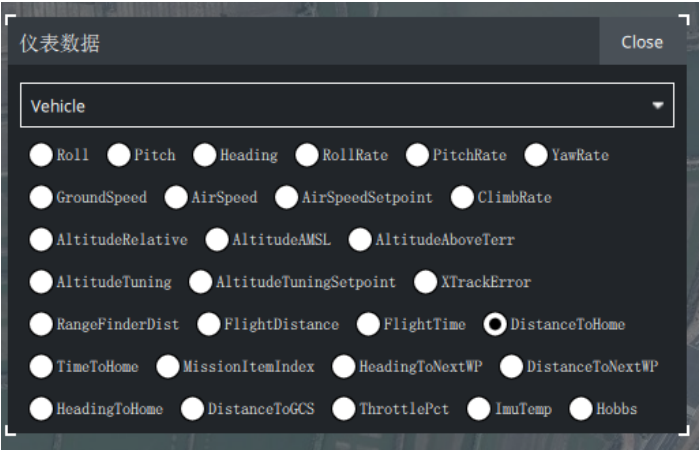 仪表数据 Close
Vehicle
Roll Pitch Heading RollRate PitchRate YawRate
GroundSpeed AirSpeed AirSpeedSetpoint ClimbRate
AltitudeRelative AltitudeAMSL AltitudeAboveTerr
AltitudeTuning AltitudeTuningSetpoint XTrackError
RangeFinderDist FlightDistance FlightTime DistanceToHome
TimeToHome MissionItemIndex HeadingToNextWP DistanceToNextWP
HeadingToHome DistanceToGCS ThrottlePct ImuTemp Hobbs